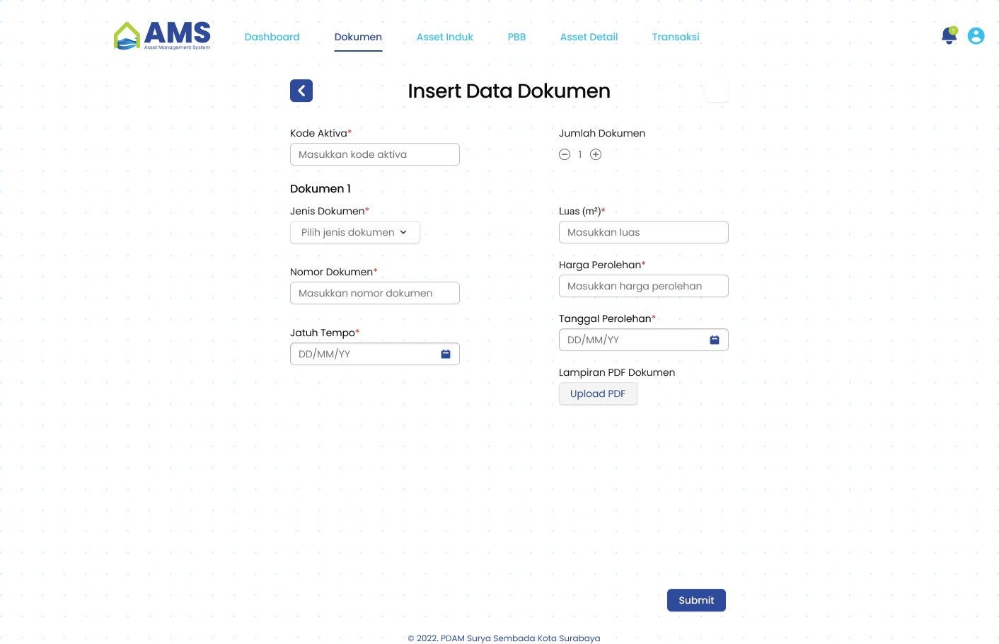 AMS
Asset Management System
Dashboard
Dokumen
Asset Induk
PBB
Asset Detail
Transaksi
2
Insert Data Dokumen
Kode Aktiva*
Masukkan kode aktiva
Jumlah Dokumen
1
Dokumen 1
Jenis Dokumen*
Pilih jenis dokumen
Nomor Dokumen*
Masukkan nomor dokumen
Jatuh Tempo*
DD/MM/YY
Luas (m²)*
Masukkan luas
Harga Perolehan*
Masukkan harga perolehan
Tanggal Perolehan*
DD/MM/YY
Lampiran PDF Dokumen
Upload PDF
Submit
© 2022. PDAM Surya Sembada Kota Surabaya